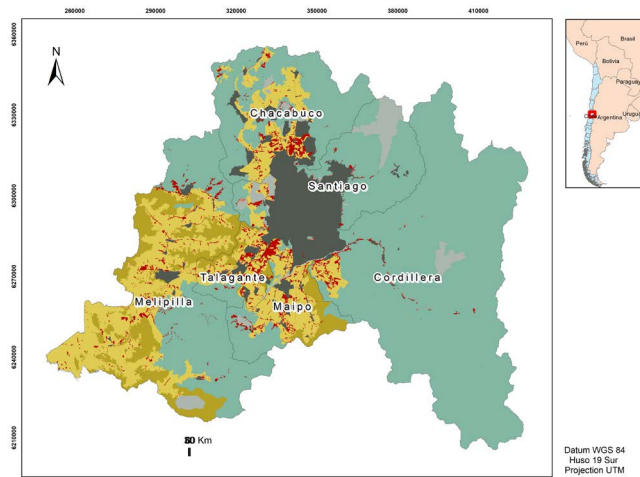 260000 290000 320000 350000 380000 410000
6360000
6330000
6300000
6270000
6240000
6210000
N
Chacabuco
Santiago
Cordillera
Talagante
Melipilla
Maipo
Km
Perú
Brasil
Bolivia
Paraguay
Argentina
Datum WGS 84
Huso 19 Sur
Projection UTM